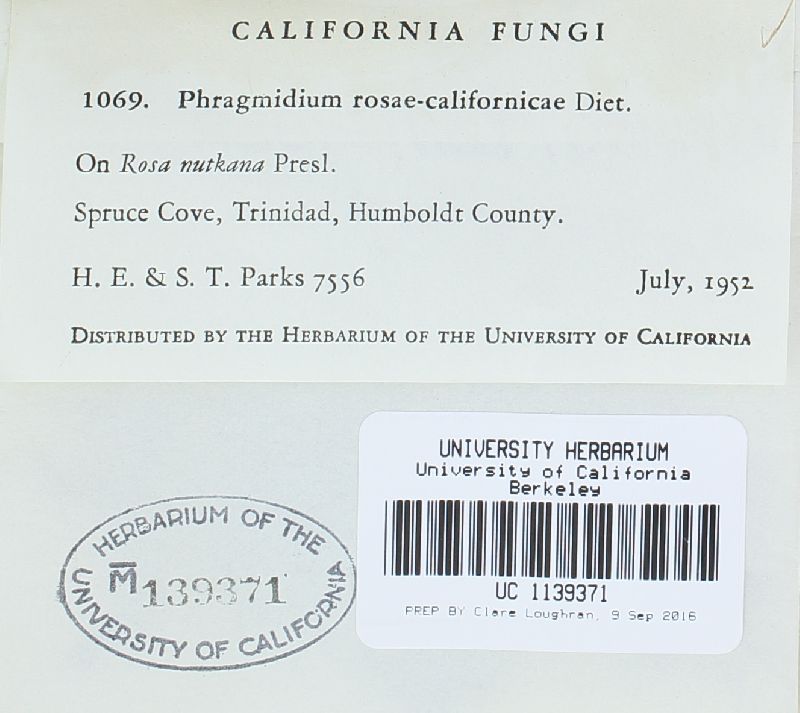 CALIFORNIA FUNGI
1069. Phragmidium rosae-californicae Diet.
On Rosa nutkana Presl.
Spruce Cove, Trinidad, Humboldt County.
H. E. & S. T. Parks 7556 July, 1952
DISTRIBUTED BY THE HERBARIUM OF THE UNIVERSITY OF CALIFORNIA
UNIVERSITY HERBARIUM
University of California
Berkeley
UC 1139371
PREP BY Clare Loughran, 9 Sep 2016
HERBARIUM OF THE
M 139371
UNIVERSITY OF CALIFORNIA